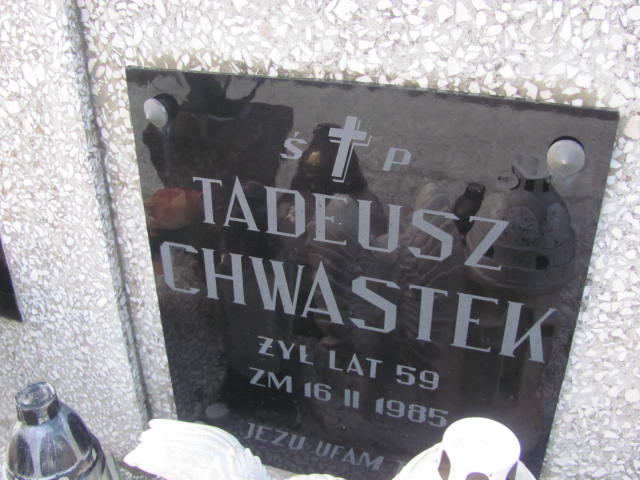 Ś P
TADEUSZ
CHWASTEK
ŻYŁ LAT 59
ZM 16 II 1985
JEZU UFAM